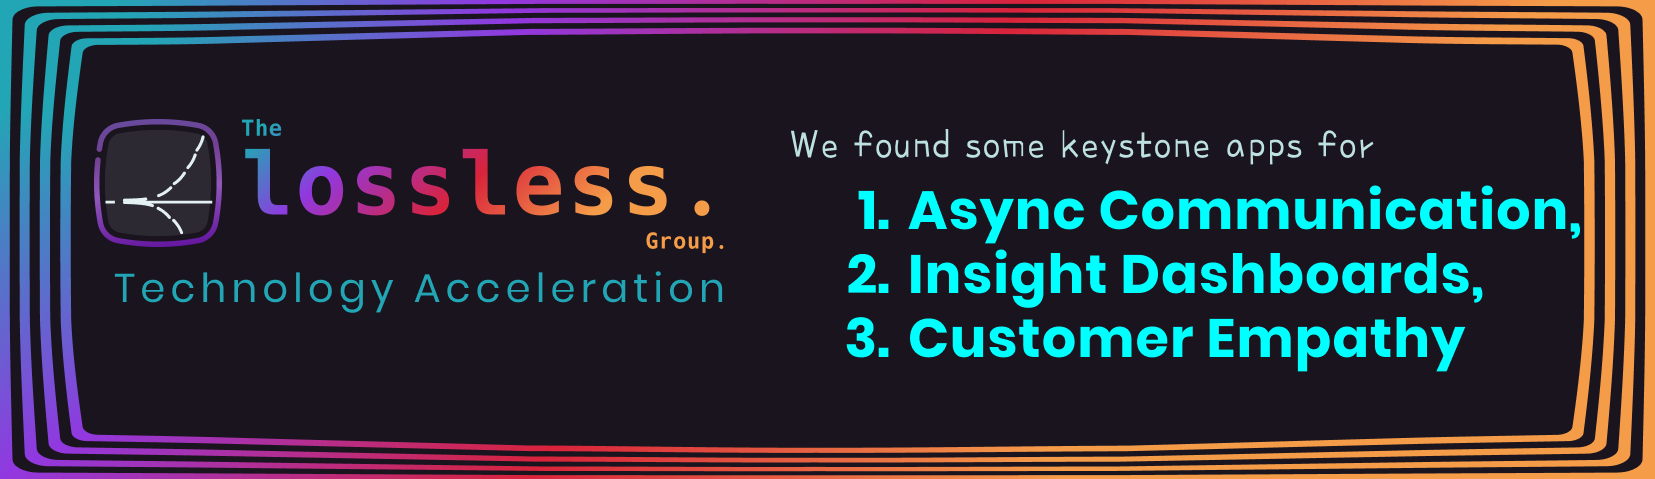 The
lossless.
Group.
Technology Acceleration
We found some keystone apps for
1. Async Communication,
2. Insight Dashboards,
3. Customer Empathy